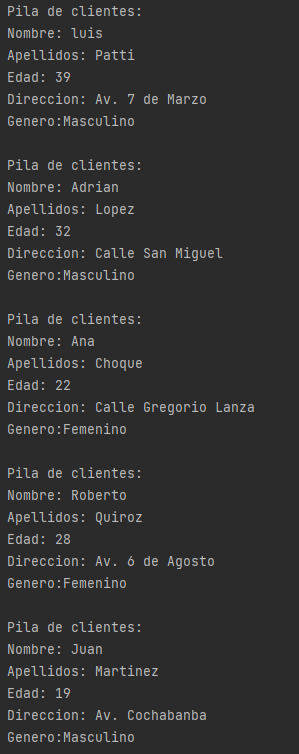 Pila de clientes:
Nombre: luis
Apellidos: Patti
Edad: 39
Direccion: Av. 7 de Marzo
Genero:Masculino
Pila de clientes:
Nombre: Adrian
Apellidos: Lopez
Edad: 32
Direccion: Calle San Miguel
Genero:Masculino
Pila de clientes:
Nombre: Ana
Apellidos: Choque
Edad: 22
Direccion: Calle Gregorio Lanza
Genero:Femenino
Pila de clientes:
Nombre: Roberto
Apellidos: Quiroz
Edad: 28
Direccion: Av. 6 de Agosto
Genero:Femenino
Pila de clientes:
Nombre: Juan
Apellidos: Martinez
Edad: 19
Direccion: Av. Cochabanba
Genero:Masculino